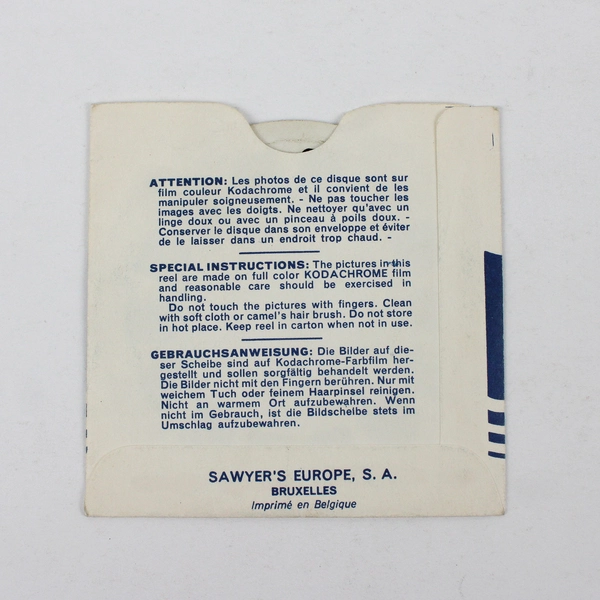 ATTENTION: Les photos de ce disque sont sur
film couleur Kodachrome et il convient de les
manipuler soigneusement. - Ne pas toucher les
images avec les doigts. Ne nettoyer qu'avec un
linge doux ou avec un pinceau à poils doux. -
Conserver le disque dans son enveloppe et éviter
de le laisser dans un endroit trop chaud. -
SPECIAL INSTRUCTIONS: The pictures in this
reel are made on full color KODACHROME film
and reasonable care should be exercised in
handling.
Do not touch the pictures with fingers. Clean
with soft cloth or camel's hair brush. Do not store
in hot place. Keep reel in carton when not in use.
GEBRAUCHSANWEISUNG: Die Bilder auf die-
ser Scheibe sind auf Kodachrome-Farbfilm her-
gestellt und sollen sorgfältig behandelt werden.
Die Bilder nicht mit den Fingern berühren. Nur mit
weichem Tuch oder feinem Haarpinsel reinigen.
Nicht an warmem Ort aufzubewahren. Wenn
nicht im Gebrauch, ist die Bildscheibe stets im
Umschlag aufzubewahren.
SAWYER'S EUROPE, S. A.
BRUXELLES
Imprimé en Belgique